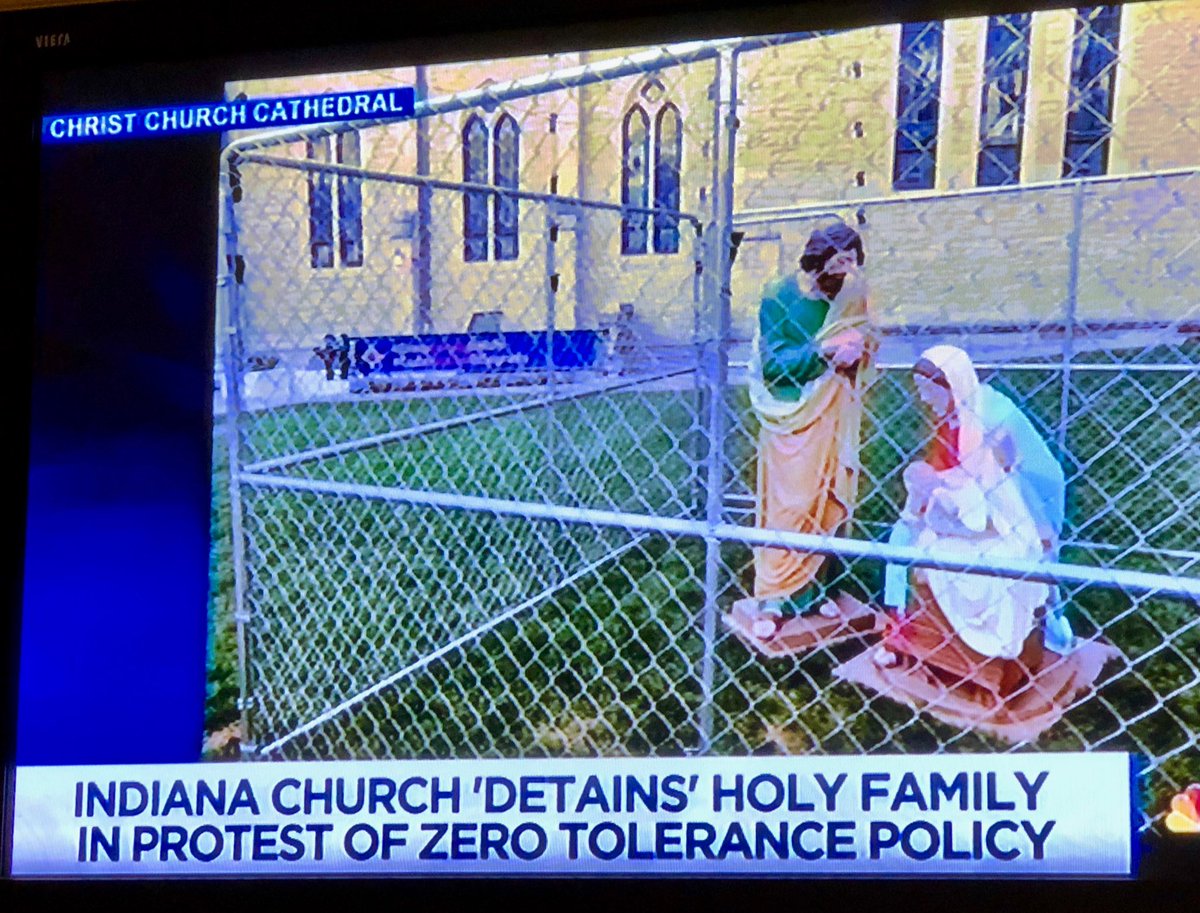 VIERA
CHRIST CHURCH CATHEDRAL
INDIANA CHURCH 'DETAINS' HOLY FAMILY
IN PROTEST OF ZERO TOLERANCE POLICY